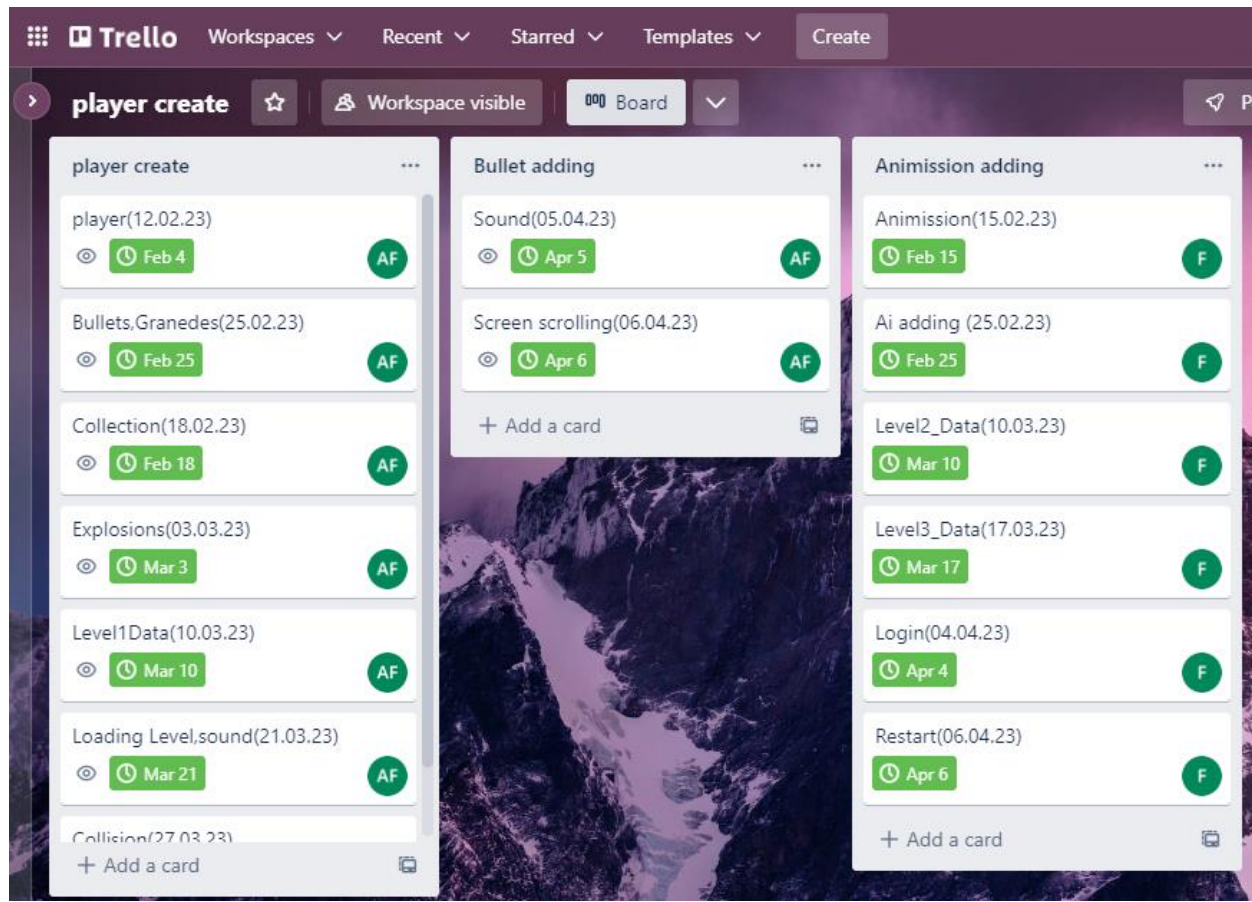 Trello Workspaces Recent Starred Templates Create
player create Workspace visible Board P
player create
player(12.02.23)
Feb 4 AF
Bullets,Granedes(25.02.23)
Feb 25 AF
Collection(18.02.23)
Feb 18 AF
Explosions(03.03.23)
Mar 3 AF
Level1Data(10.03.23)
Mar 10 AF
Loading Level,sound(21.03.23)
Mar 21 AF
Collision(27.03.23)
+ Add a card
Bullet adding
Sound(05.04.23)
Apr 5 AF
Screen scrolling(06.04.23)
Apr 6 AF
+ Add a card
Animission adding
Animission(15.02.23)
Feb 15 F
Ai adding (25.02.23)
Feb 25 F
Level2_Data(10.03.23)
Mar 10 F
Level3_Data(17.03.23)
Mar 17 F
Login(04.04.23)
Apr 4 F
Restart(06.04.23)
Apr 6 F
+ Add a card